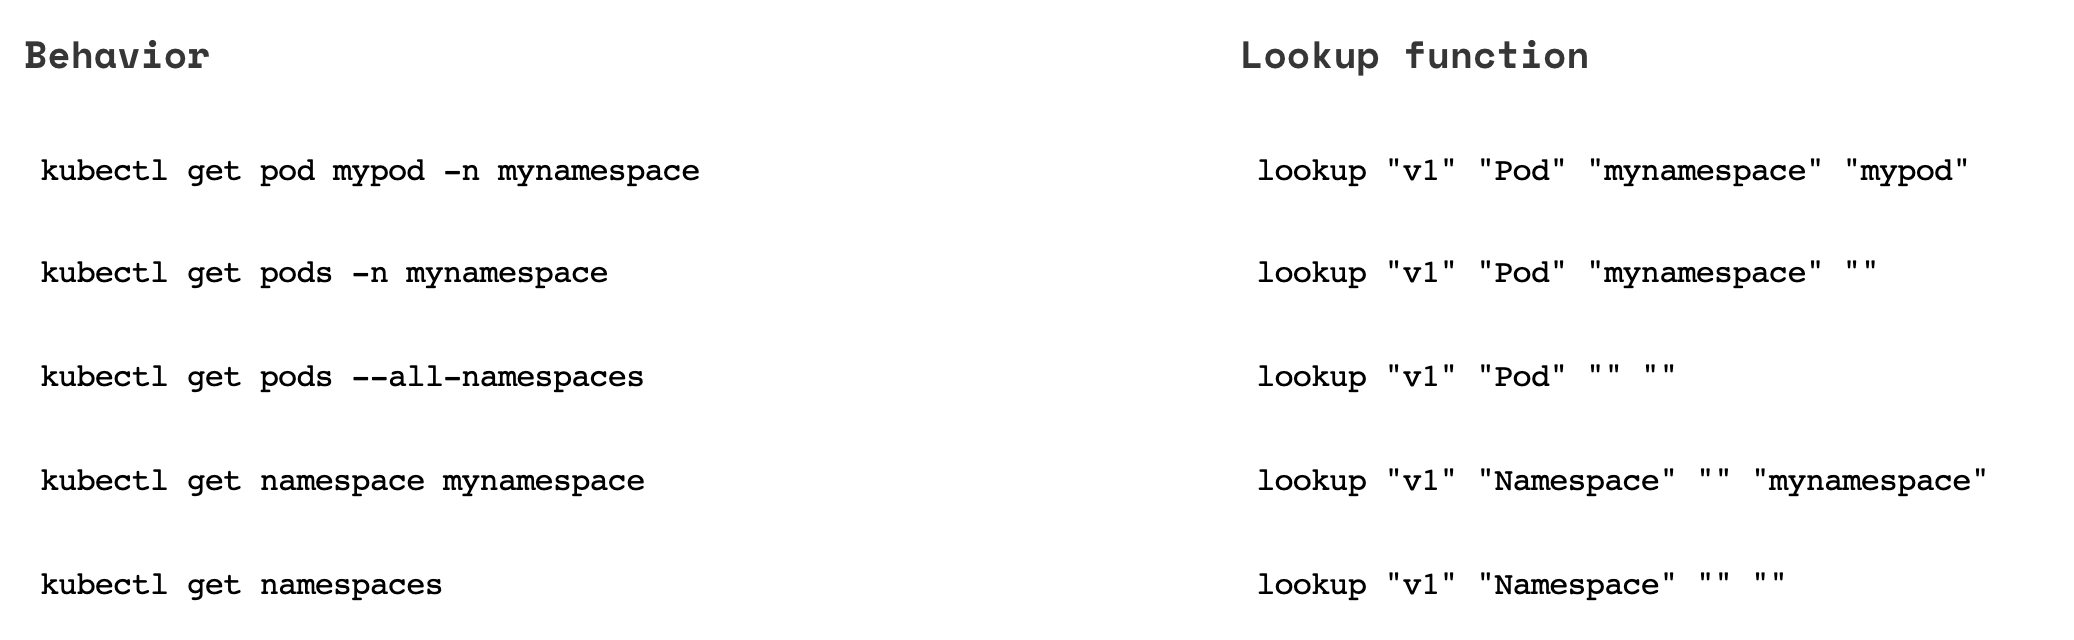 Behavior Lookup function
kubectl get pod mypod -n mynamespace lookup "v1" "Pod" "mynamespace" "mypod"
kubectl get pods -n mynamespace lookup "v1" "Pod" "mynamespace" ""
kubectl get pods --all-namespaces lookup "v1" "Pod" "" ""
kubectl get namespace mynamespace lookup "v1" "Namespace" "" "mynamespace"
kubectl get namespaces lookup "v1" "Namespace" "" ""